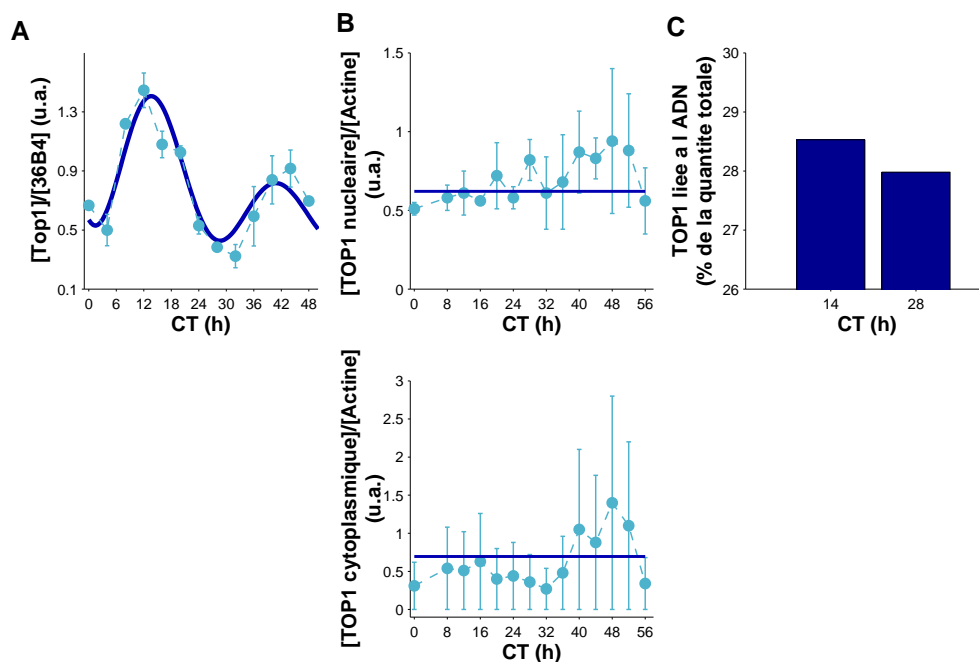 A
[Top1]/[36B4] (u.a.)
1.3
0.9
0.5
0.1
0 6 12 18 24 30 36 42 48
CT (h)
B
[TOP1 nucleaire]/[Actine]
(u.a.)
1.5
1
0.5
0
0 8 16 24 32 40 48 56
CT (h)
[TOP1 cytoplasmique]/[Actine]
(u.a.)
3
2.5
2
1.5
1
0.5
0
0 8 16 24 32 40 48 56
CT (h)
C
TOP1 liee a l ADN
(% de la quantite totale)
30
29
28
27
26
14 28
CT (h)